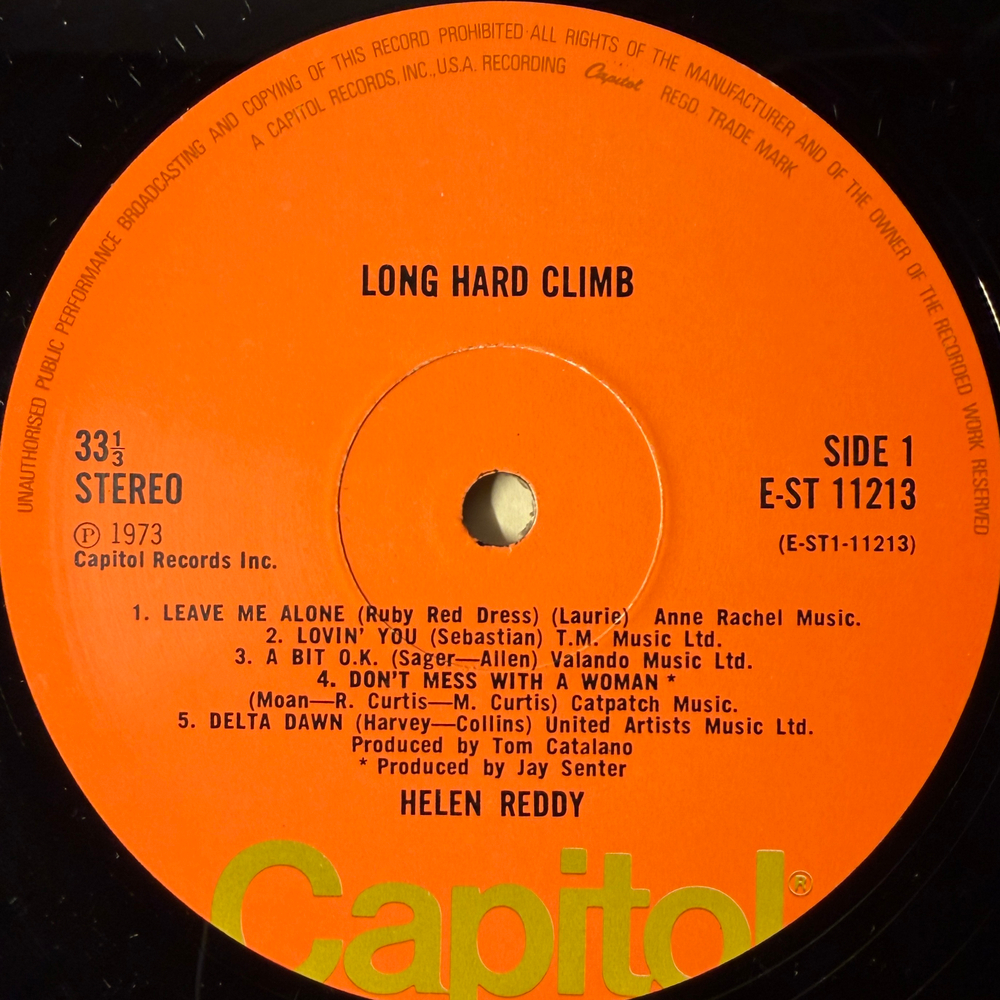 UNAUTHORISED PUBLIC PERFORMANCE BROADCASTING AND COPYING OF THIS RECORD PROHIBITED·ALL RIGHTS OF THE MANUFACTURER AND OF THE OWNER OF THE RECORDED WORK RESERVED
A CAPITOL RECORDS, INC., U.S.A. RECORDING Capitol REGD. TRADE MARK
LONG HARD CLIMB
33⅓
STEREO
Ⓟ 1973
Capitol Records Inc.
SIDE 1
E-ST 11213
(E-ST1-11213)
1. LEAVE ME ALONE (Ruby Red Dress) (Laurie) Anne Rachel Music.
2. LOVIN' YOU (Sebastian) T.M. Music Ltd.
3. A BIT O.K. (Sager—Allen) Valando Music Ltd.
4. DON'T MESS WITH A WOMAN *
(Moan—R. Curtis—M. Curtis) Catpatch Music.
5. DELTA DAWN (Harvey—Collins) United Artists Music Ltd.
Produced by Tom Catalano
* Produced by Jay Senter
HELEN REDDY
Capitol®